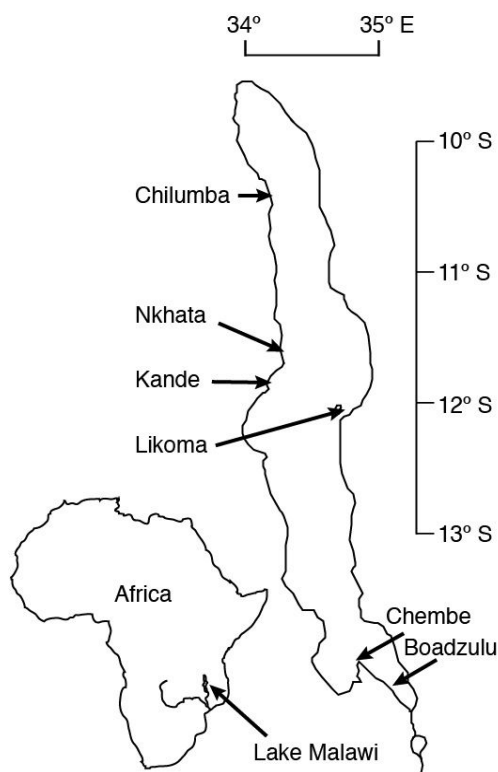 34º 35º E
10º S
Chilumba
11º S
Nkhata
Kande
12º S
Likoma
13º S
Africa
Chembe
Boadzulu
Lake Malawi